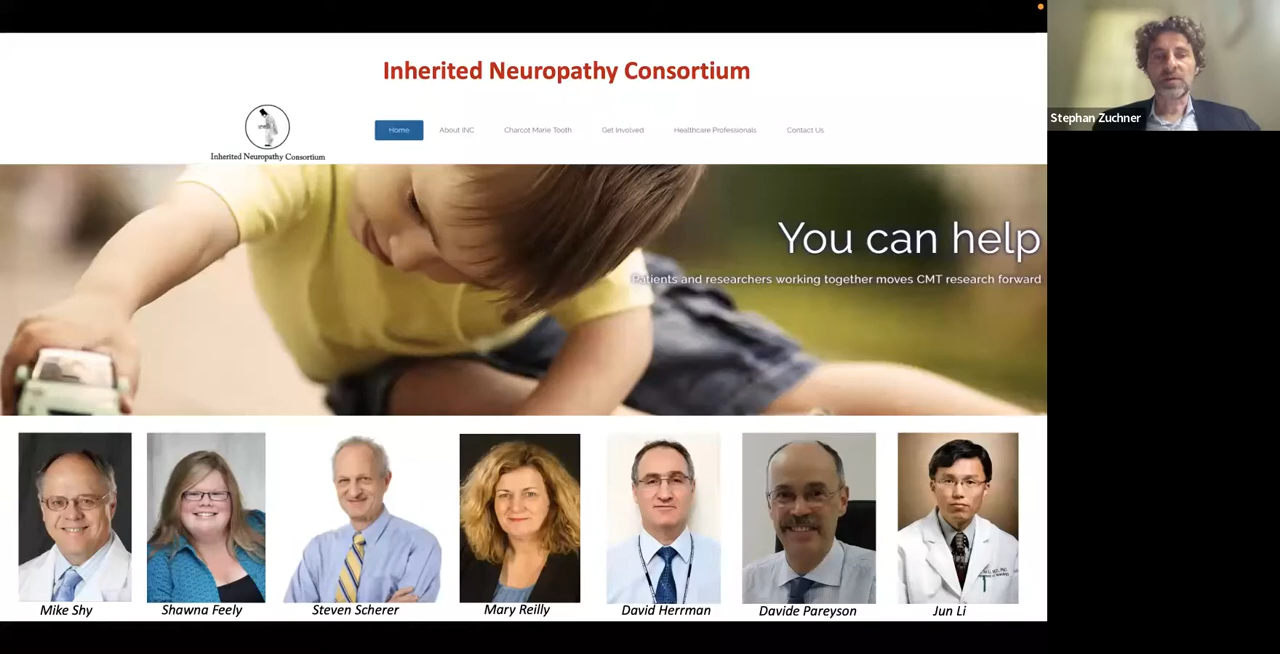 Inherited Neuropathy Consortium
Stephan Zuchner
Home About INC Charcot Marie Tooth Get Involved Healthcare Professionals Contact Us
Inherited Neuropathy Consortium
You can help
Patients and researchers working together moves CMT research forward
Mike Shy Shawna Feely Steven Scherer Mary Reilly David Herrman Davide Pareyson Jun Li